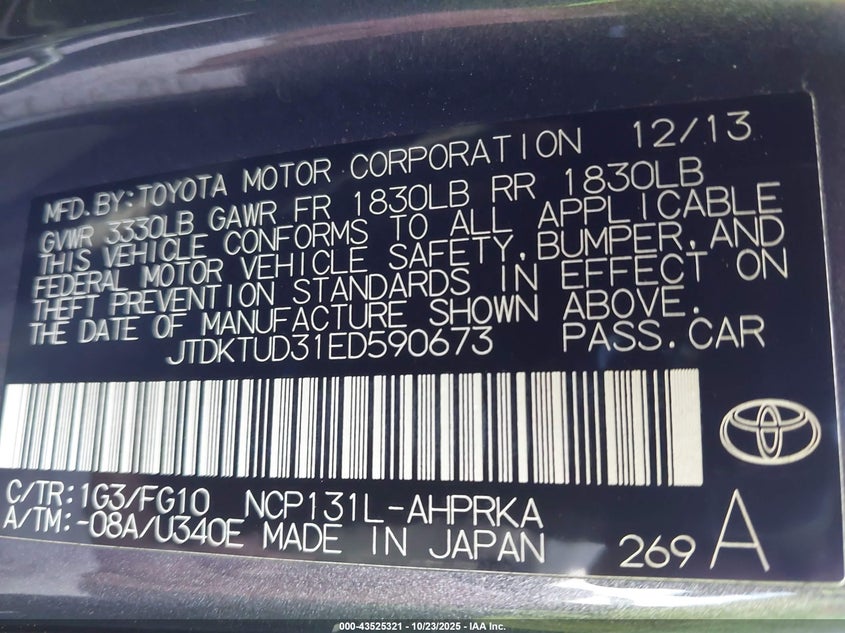 MFD.BY:TOYOTA MOTOR CORPORATION 12/13
GVWR 3330LB GAWR FR 1830LB RR 1830LB
THIS VEHICLE CONFORMS TO ALL APPLICABLE
FEDERAL MOTOR VEHICLE SAFETY,BUMPER,AND
THEFT PREVENTION STANDARDS IN EFFECT ON
THE DATE OF MANUFACTURE SHOWN ABOVE.
JTDKTUD31ED590673 PASS.CAR
C/TR:1G3/FG10 NCP131L-AHPRKA
A/TM:-08A/U340E MADE IN JAPAN 269 A
000-43525321 | 10/23/2025 - IAA Inc.